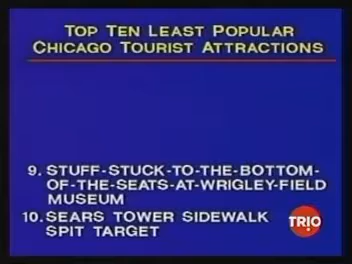 TOP TEN LEAST POPULAR
CHICAGO TOURIST ATTRACTIONS
9. STUFF-STUCK-TO-THE-BOTTOM-
OF-THE-SEATS-AT-WRIGLEY-FIELD
MUSEUM
10. SEARS TOWER SIDEWALK
SPIT TARGET
TRIO